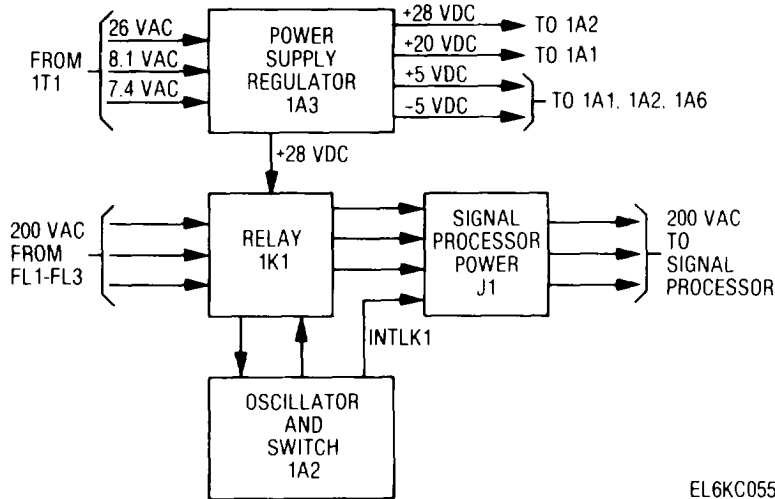 FROM
1T1
26 VAC
8.1 VAC
7.4 VAC
POWER
SUPPLY
REGULATOR
1A3
+28 VDC
TO 1A2
+20 VDC
TO 1A1
+5 VDC
-5 VDC
TO 1A1, 1A2, 1A6
+28 VDC
200 VAC
FROM
FL1-FL3
RELAY
1K1
SIGNAL
PROCESSOR
POWER
J1
200 VAC
TO
SIGNAL
PROCESSOR
INTLK1
OSCILLATOR
AND
SWITCH
1A2
EL6KC055